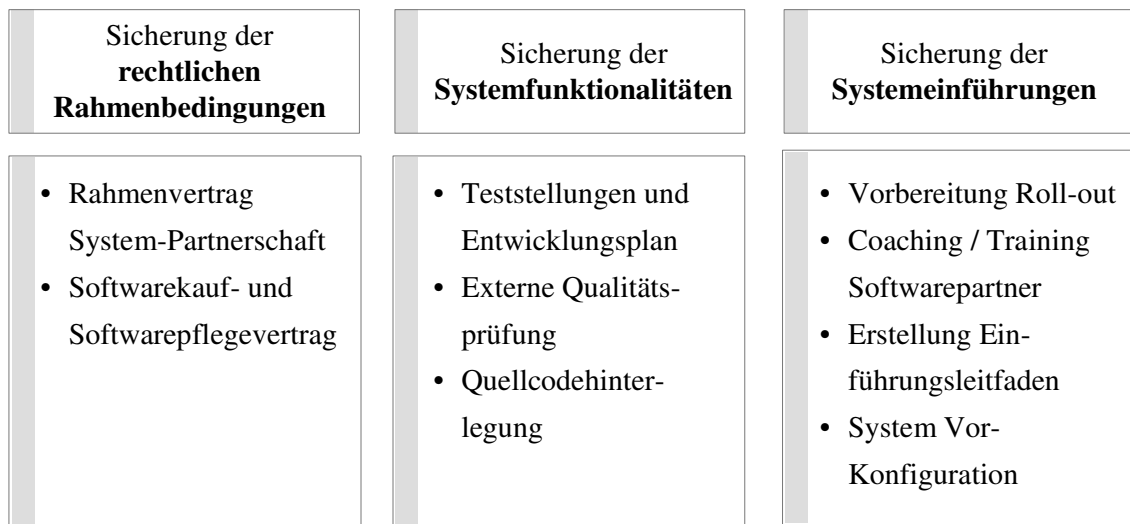 Sicherung der
rechtlichen
Rahmenbedingungen
Sicherung der
Systemfunktionalitäten
Sicherung der
Systemeinführungen
• Rahmenvertrag
System-Partnerschaft
• Softwarekauf- und
Softwarepflegevertrag
• Teststellungen und
Entwicklungsplan
• Externe Qualitäts-
prüfung
• Quellcodehinter-
legung
• Vorbereitung Roll-out
• Coaching / Training
Softwarepartner
• Erstellung Ein-
führungsleitfaden
• System Vor-
Konfiguration